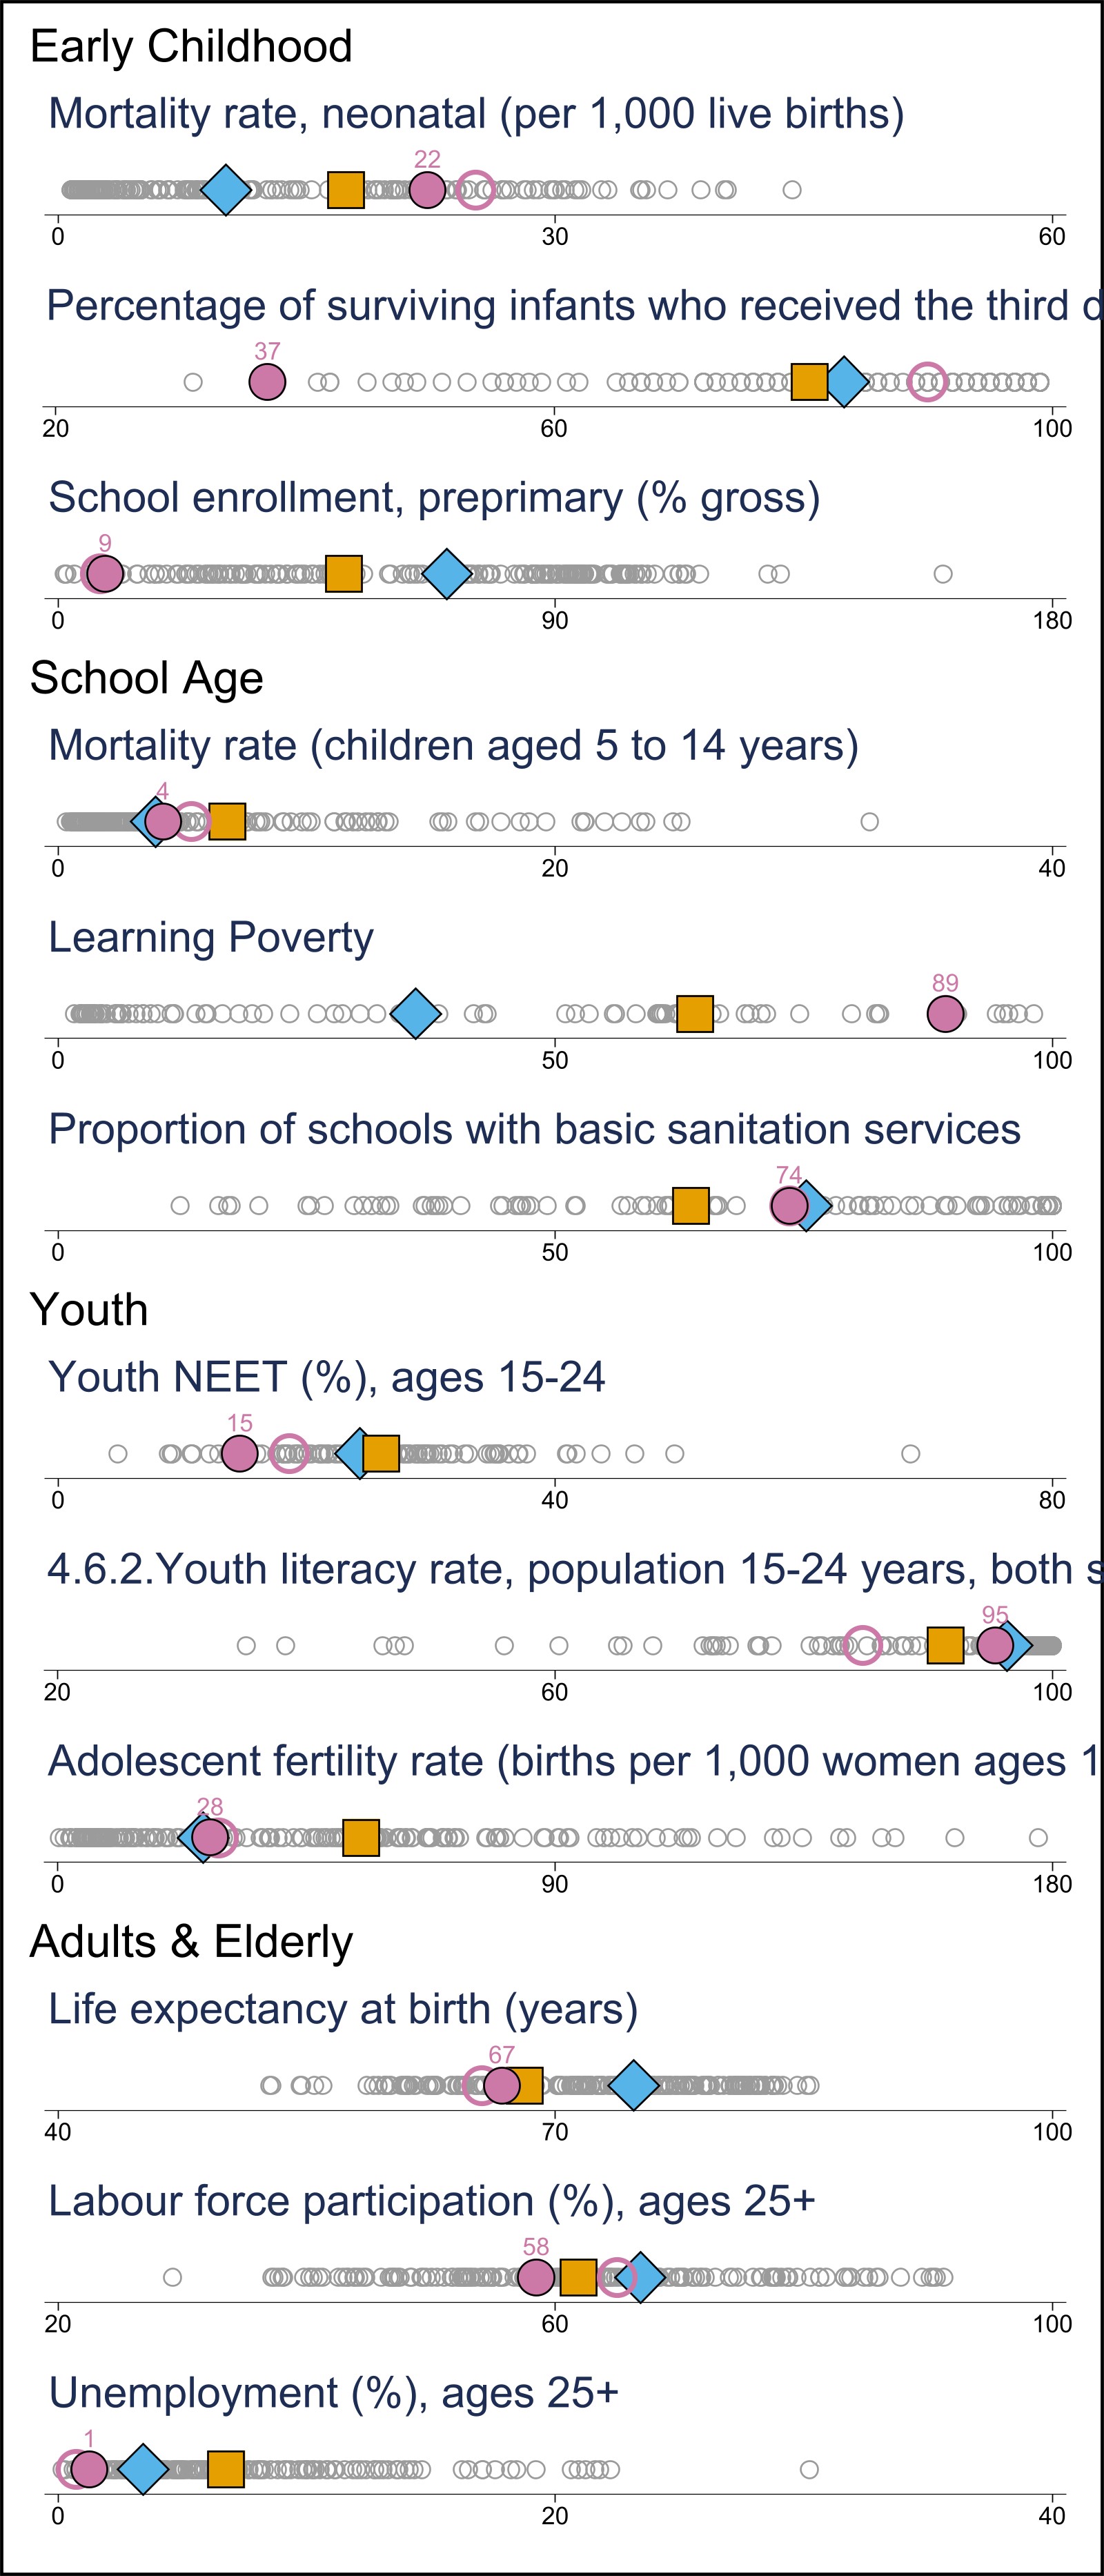 Early Childhood
Mortality rate, neonatal (per 1,000 live births)
22
0 30 60
Percentage of surviving infants who received the third d
37
20 60 100
School enrollment, preprimary (% gross)
9
0 90 180
School Age
Mortality rate (children aged 5 to 14 years)
4
0 20 40
Learning Poverty
89
0 50 100
Proportion of schools with basic sanitation services
74
0 50 100
Youth
Youth NEET (%), ages 15-24
15
0 40 80
4.6.2.Youth literacy rate, population 15-24 years, both s
95
20 60 100
Adolescent fertility rate (births per 1,000 women ages 1
28
0 90 180
Adults & Elderly
Life expectancy at birth (years)
67
40 70 100
Labour force participation (%), ages 25+
58
20 60 100
Unemployment (%), ages 25+
1
0 20 40